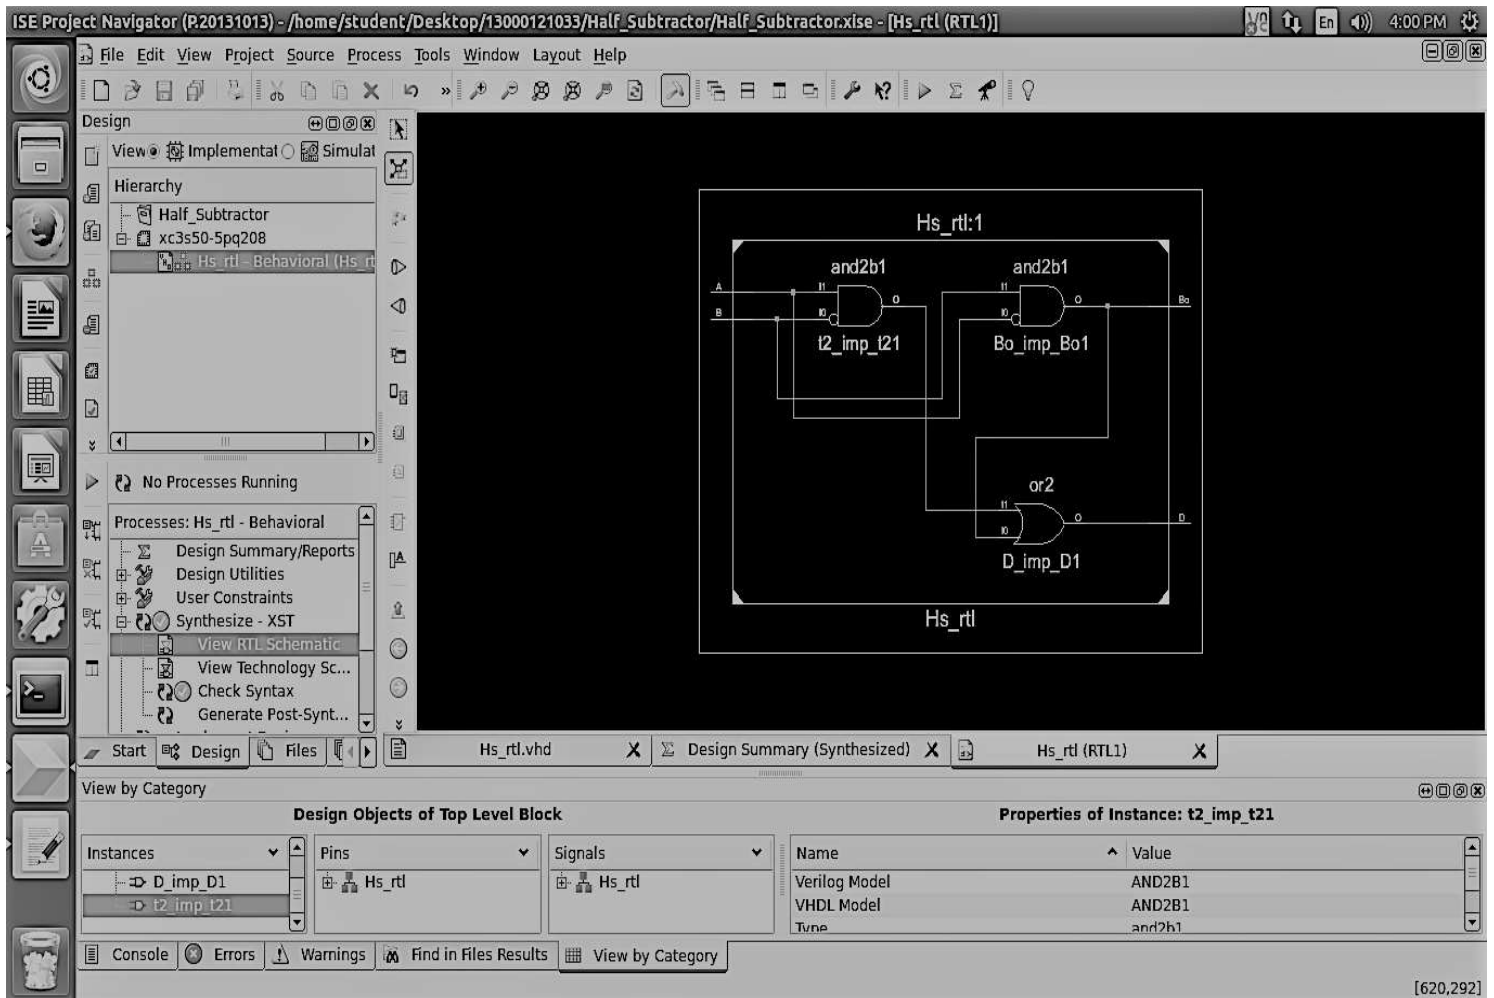 ISE Project Navigator (P.20131013) - /home/student/Desktop/13000121033/Half_Subtractor/Half_Subtractor.xise - [Hs_rtl (RTL1)]
En
4:00 PM
File Edit View Project Source Process Tools Window Layout Help
Design
View Implementat Simulat
Hierarchy
Half_Subtractor
xc3s50-5pq208
Hs_rtl - Behavioral (Hs_rt
No Processes Running
Processes: Hs_rtl - Behavioral
Design Summary/Reports
Design Utilities
User Constraints
Synthesize - XST
View RTL Schematic
View Technology Sc...
Check Syntax
Generate Post-Synt...
Start Design Files
Hs_rtl:1
and2b1 and2b1
A I1 O I1 O Bo
B I0 I0
t2_imp_t21 Bo_imp_Bo1
or2
I1 O D
I0
D_imp_D1
Hs_rtl
Hs_rtl.vhd Design Summary (Synthesized) Hs_rtl (RTL1)
View by Category
Design Objects of Top Level Block Properties of Instance: t2_imp_t21
Instances Pins Signals Name Value
D_imp_D1 Hs_rtl Hs_rtl Verilog Model AND2B1
t2_imp_t21 VHDL Model AND2B1
Type and2b1
Console Errors Warnings Find in Files Results View by Category
[620,292]